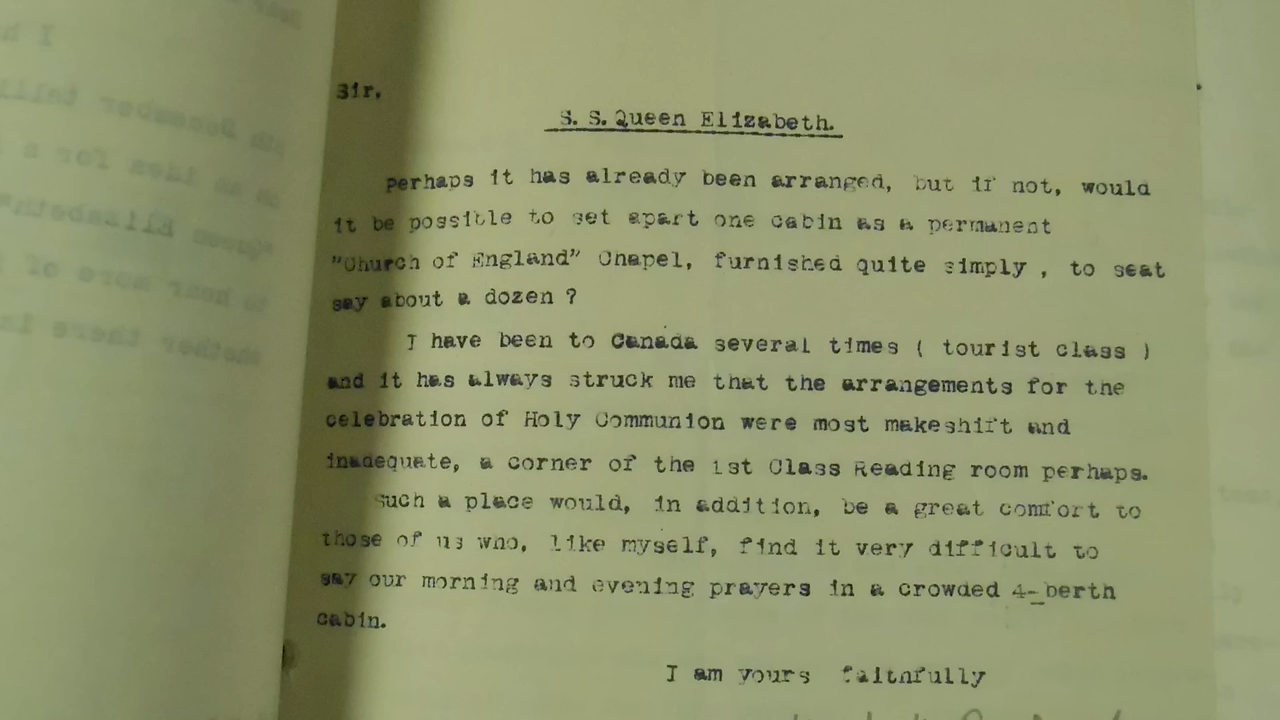 Sir.
S. S. Queen Elizabeth.
Perhaps it has already been arranged, but if not, would
it be possible to set apart one cabin as a permanent
"Church of England" Chapel, furnished quite simply , to seat
say about a dozen ?
I have been to Canada several times ( tourist class )
and it has always struck me that the arrangements for the
celebration of Holy Communion were most makeshift and
inadequate, a corner of the 1st Class Reading room perhaps.
Such a place would, in addition, be a great comfort to
those of us who, like myself, find it very difficult to
say our morning and evening prayers in a crowded 4-berth
cabin.
I am yours faithfully